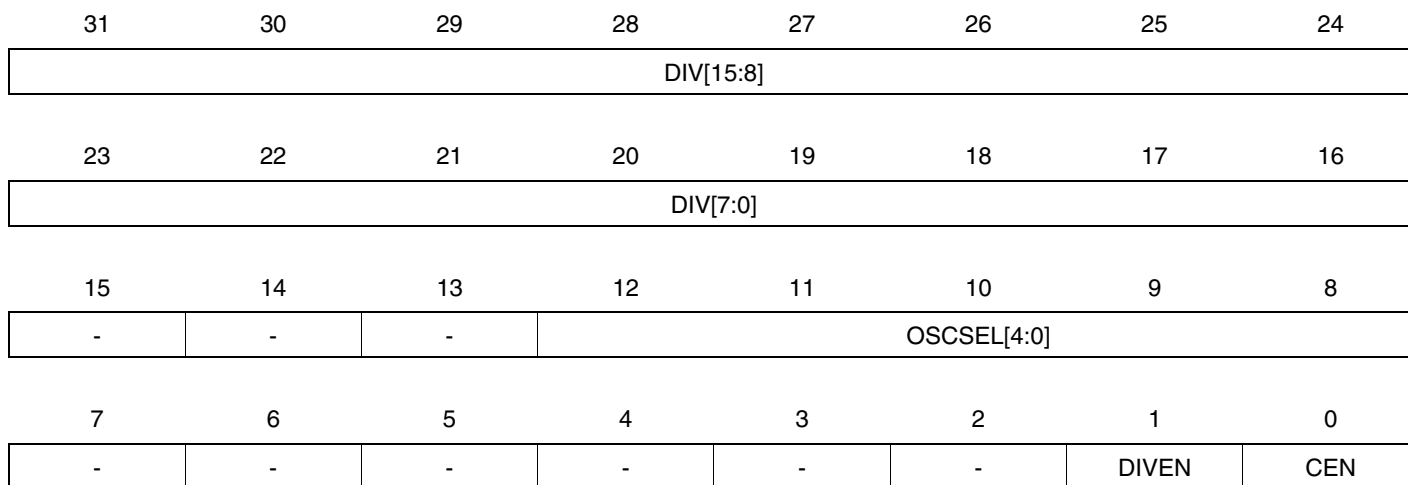 31 30 29 28 27 26 25 24
DIV[15:8]
23 22 21 20 19 18 17 16
DIV[7:0]
15 14 13 12 11 10 9 8
- - - OSCSEL[4:0]
7 6 5 4 3 2 1 0
- - - - - - DIVEN CEN